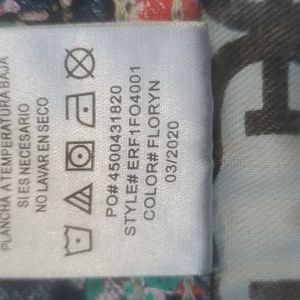 PLANCHA A TEMPERATURA BAJA
SI ES NECESARIO
NO LAVAR EN SECO
PO# 4500431820
STYLE# ERF1FO4001
COLOR# FLORYN
03/2020